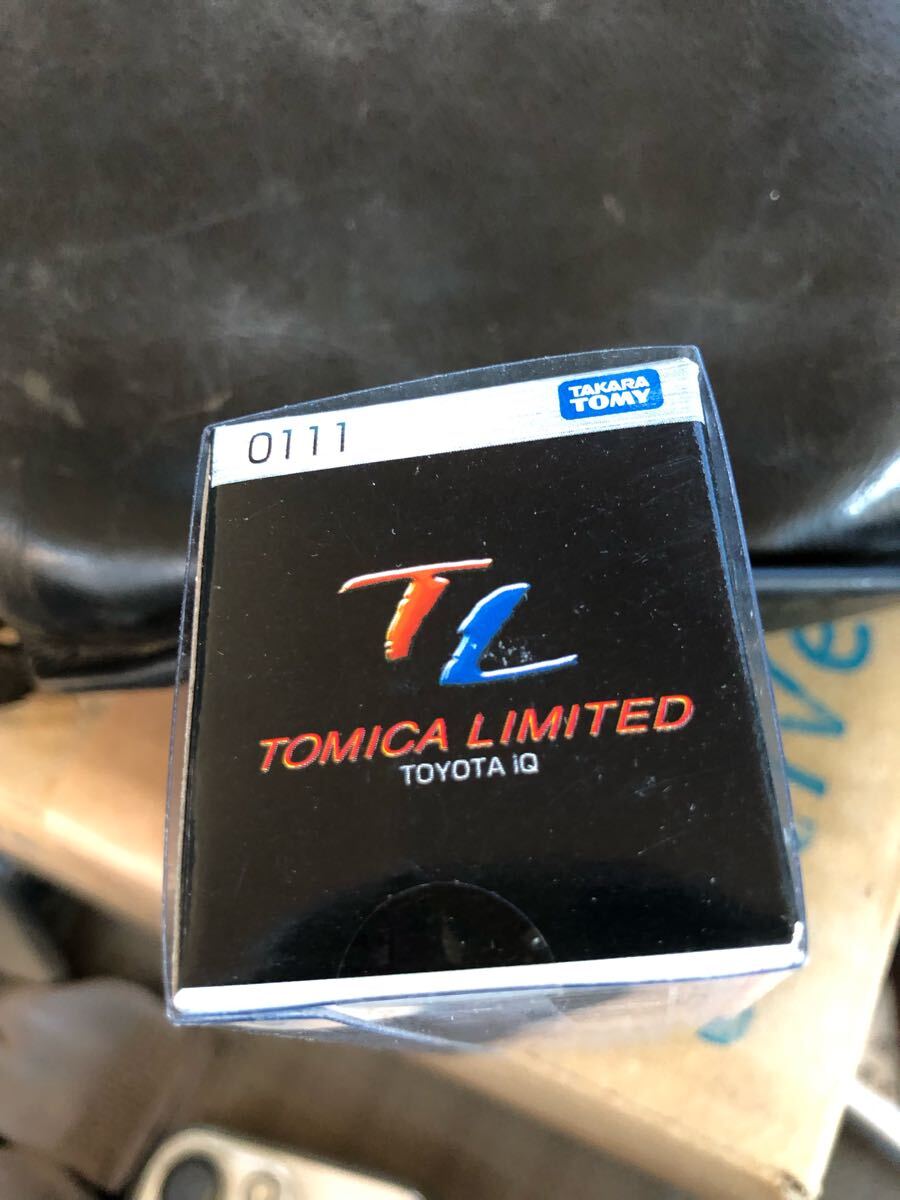 0111
TAKARA
TOMY
TL
TOMICA LIMITED
TOYOTA iQ